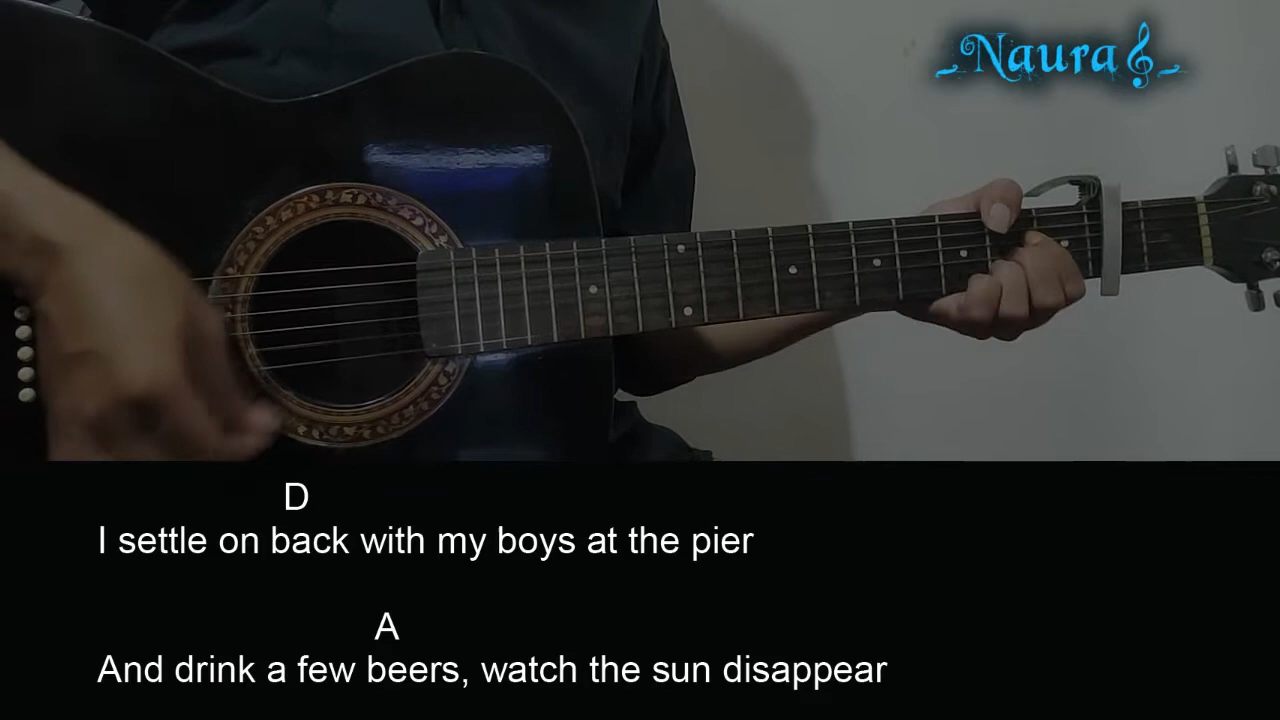 Naura
D
I settle on back with my boys at the pier
A
And drink a few beers, watch the sun disappear